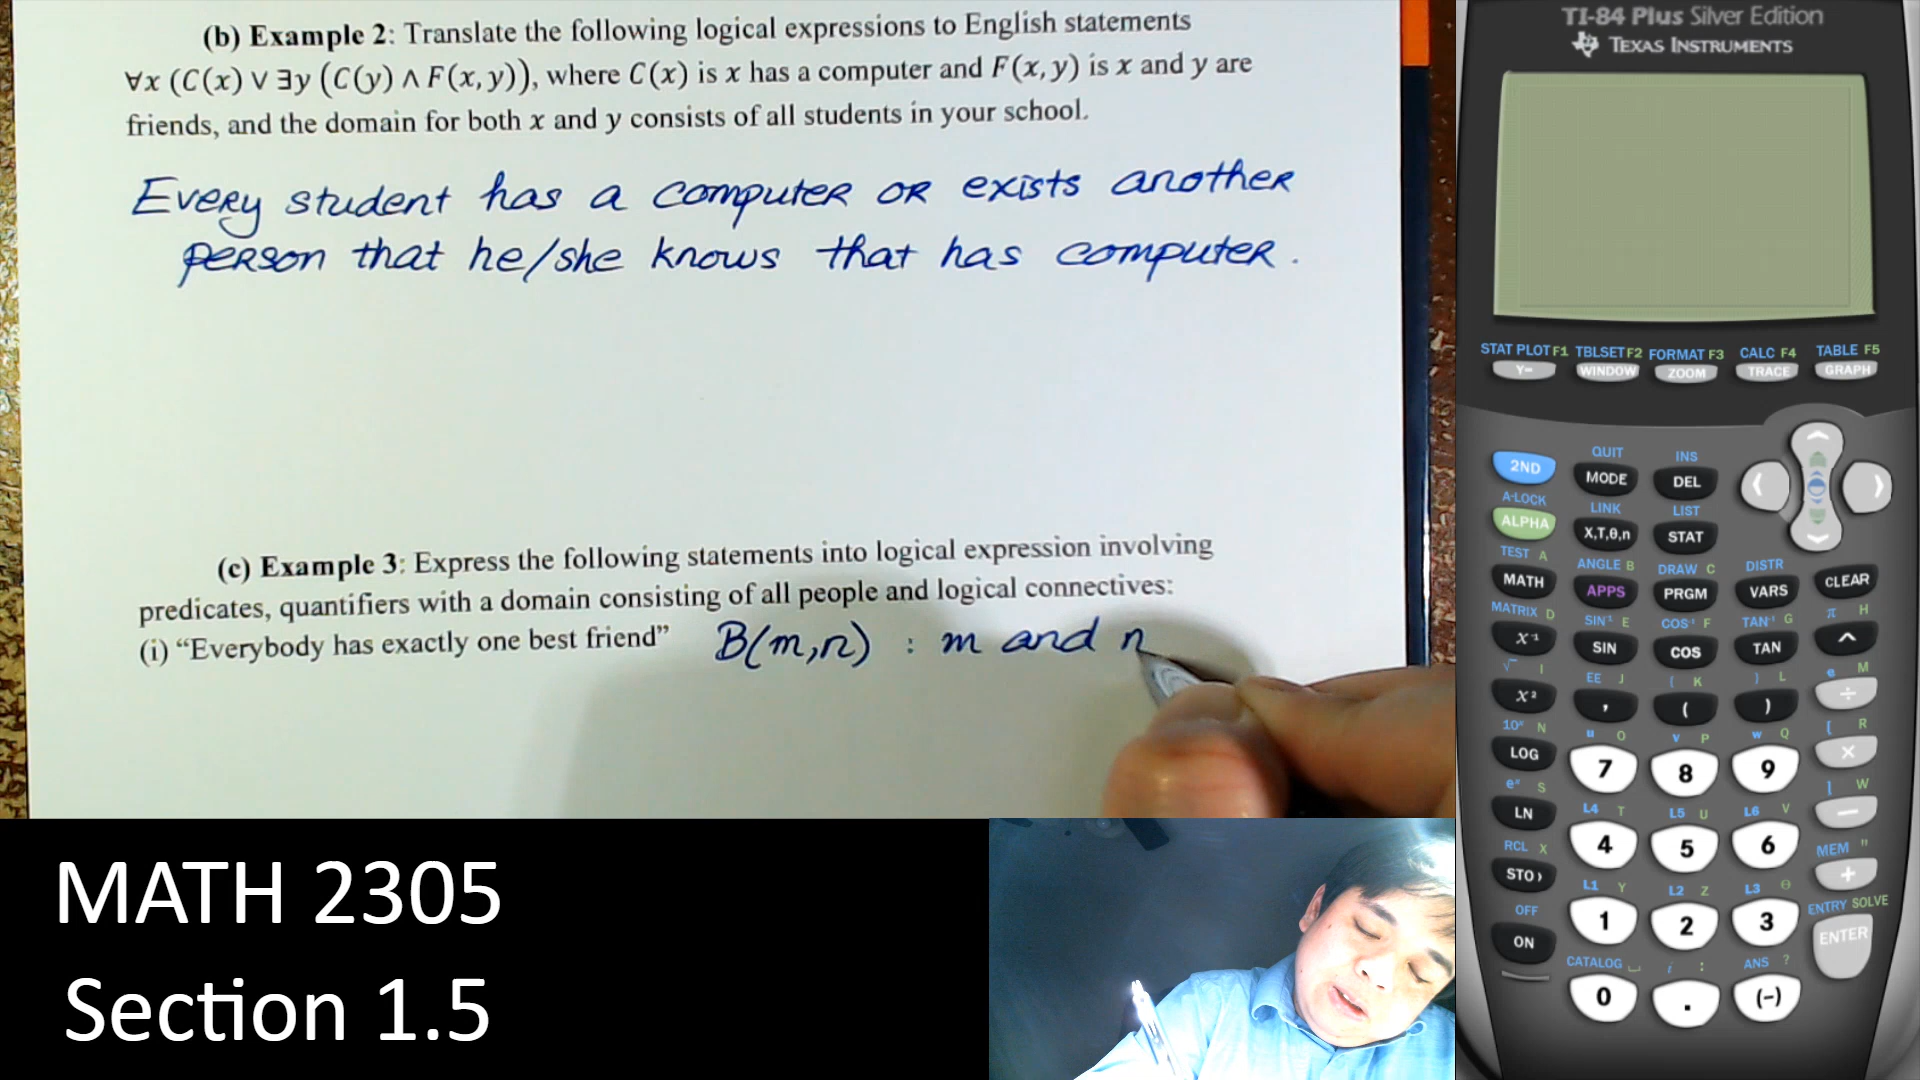 (b) Example 2: Translate the following logical expressions to English statements
∀x (C(x) ∨ ∃y (C(y) ∧ F(x, y)), where C(x) is x has a computer and F(x, y) is x and y are
friends, and the domain for both x and y consists of all students in your school.
Every student has a computer or exists another
person that he/she knows that has computer.
(c) Example 3: Express the following statements into logical expression involving
predicates, quantifiers with a domain consisting of all people and logical connectives:
(i) “Everybody has exactly one best friend” B(m,n) : m and n
MATH 2305
Section 1.5
TI-84 Plus Silver Edition
TEXAS INSTRUMENTS
STAT PLOT F1 TBLSET F2 FORMAT F3 CALC F4 TABLE F5
Y= WINDOW ZOOM TRACE GRAPH
QUIT INS
2ND MODE DEL
A-LOCK LINK LIST
ALPHA X,T,θ,n STAT
TEST A ANGLE B DRAW C DISTR
MATH APPS PRGM VARS CLEAR
MATRIX D SIN⁻¹ E COS⁻¹ F TAN⁻¹ G π H
x⁻¹ SIN COS TAN ^
√ I EE J { K } L e M
x² , ( ) ÷
10ˣ N u O v P w Q [ R
LOG 7 8 9 ×
eˣ S L4 T L5 U L6 V ] W
LN 4 5 6 −
RCL X L1 Y L2 Z L3 θ MEM "
STO› 1 2 3 +
OFF CATALOG ⎵ i : ANS ? ENTRY SOLVE
ON 0 . (-) ENTER